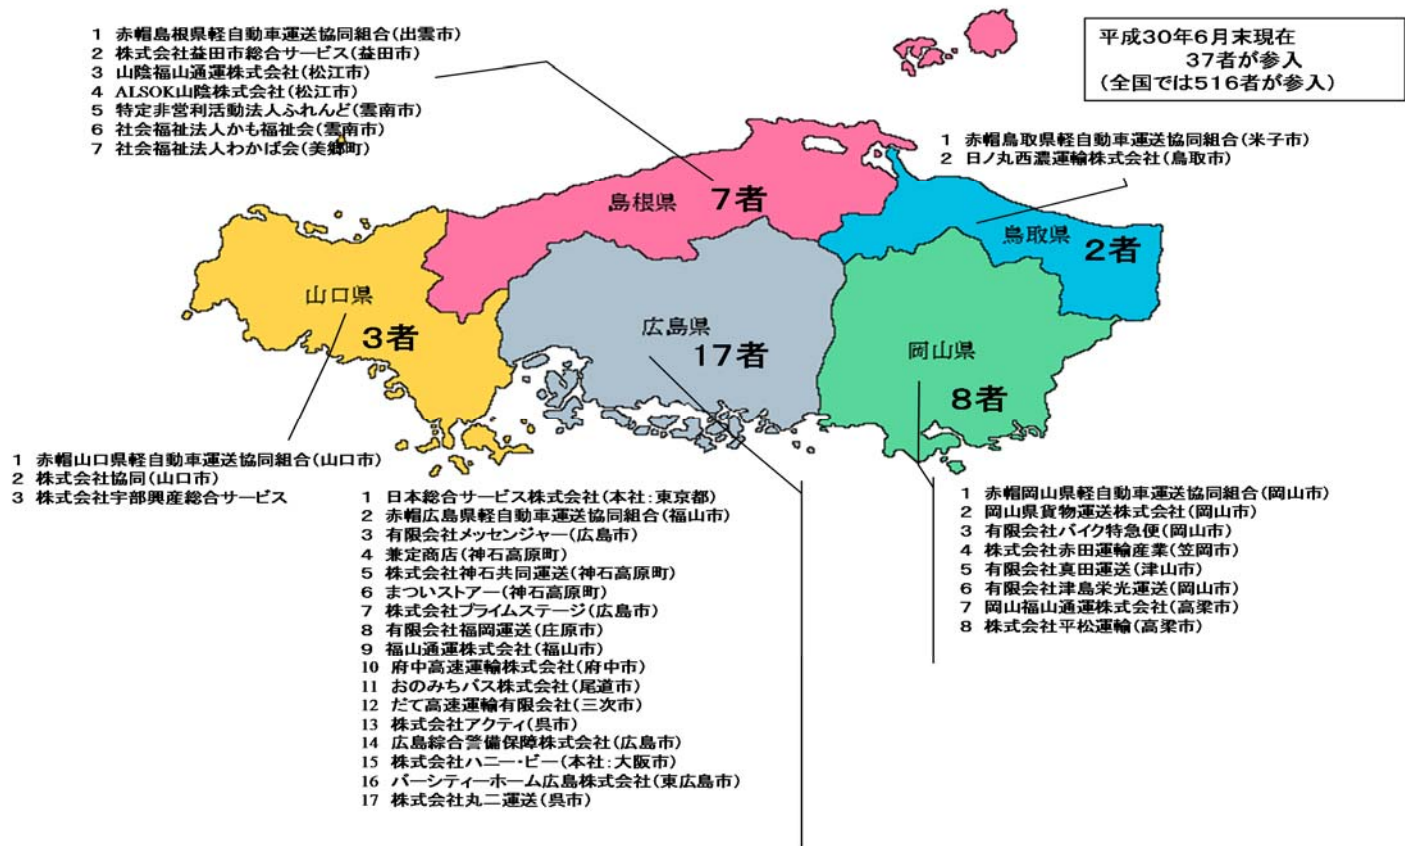 1 赤帽島根県軽自動車運送協同組合(出雲市)
2 株式会社益田市総合サービス(益田市)
3 山陰福山通運株式会社(松江市)
4 ALSOK山陰株式会社(松江市)
5 特定非営利活動法人ふれんど(雲南市)
6 社会福祉法人かも福祉会(雲南市)
7 社会福祉法人わかば会(美郷町)
平成30年6月末現在
37者が参入
(全国では516者が参入)
1 赤帽鳥取県軽自動車運送協同組合(米子市)
2 日ノ丸西濃運輸株式会社(鳥取市)
島根県 7者
鳥取県
2者
山口県
3者
広島県
17者
岡山県
8者
1 赤帽山口県軽自動車運送協同組合(山口市)
2 株式会社協同(山口市)
3 株式会社宇部興産総合サービス
1 日本総合サービス株式会社(本社:東京都)
2 赤帽広島県軽自動車運送協同組合(福山市)
3 有限会社メッセンジャー(広島市)
4 兼定商店(神石高原町)
5 株式会社神石共同運送(神石高原町)
6 まついストアー(神石高原町)
7 株式会社プライムステージ(広島市)
8 有限会社福岡運送(庄原市)
9 福山通運株式会社(福山市)
10 府中高速運輸株式会社(府中市)
11 おのみちバス株式会社(尾道市)
12 だて高速運輸有限会社(三次市)
13 株式会社アクティ(呉市)
14 広島綜合警備保障株式会社(広島市)
15 株式会社ハニー・ビー(本社:大阪市)
16 バーシティーホーム広島株式会社(東広島市)
17 株式会社丸二運送(呉市)
1 赤帽岡山県軽自動車運送協同組合(岡山市)
2 岡山県貨物運送株式会社(岡山市)
3 有限会社バイク特急便(岡山市)
4 株式会社赤田運輸産業(笠岡市)
5 有限会社真田運送(津山市)
6 有限会社津島栄光運送(岡山市)
7 岡山福山通運株式会社(高梁市)
8 株式会社平松運輸(高梁市)